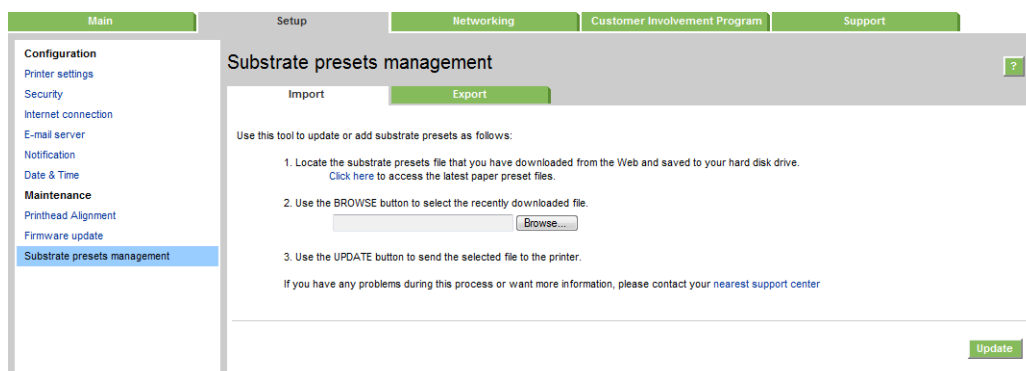 Main Setup Networking Customer Involvement Program Support
Configuration
Printer settings
Security
Internet connection
E-mail server
Notification
Date & Time
Maintenance
Printhead Alignment
Firmware update
Substrate presets management
Substrate presets management
?
Import Export
Use this tool to update or add substrate presets as follows:
1. Locate the substrate presets file that you have downloaded from the Web and saved to your hard disk drive.
Click here to access the latest paper preset files.
2. Use the BROWSE button to select the recently downloaded file.
Browse...
3. Use the UPDATE button to send the selected file to the printer.
If you have any problems during this process or want more information, please contact your nearest support center
Update